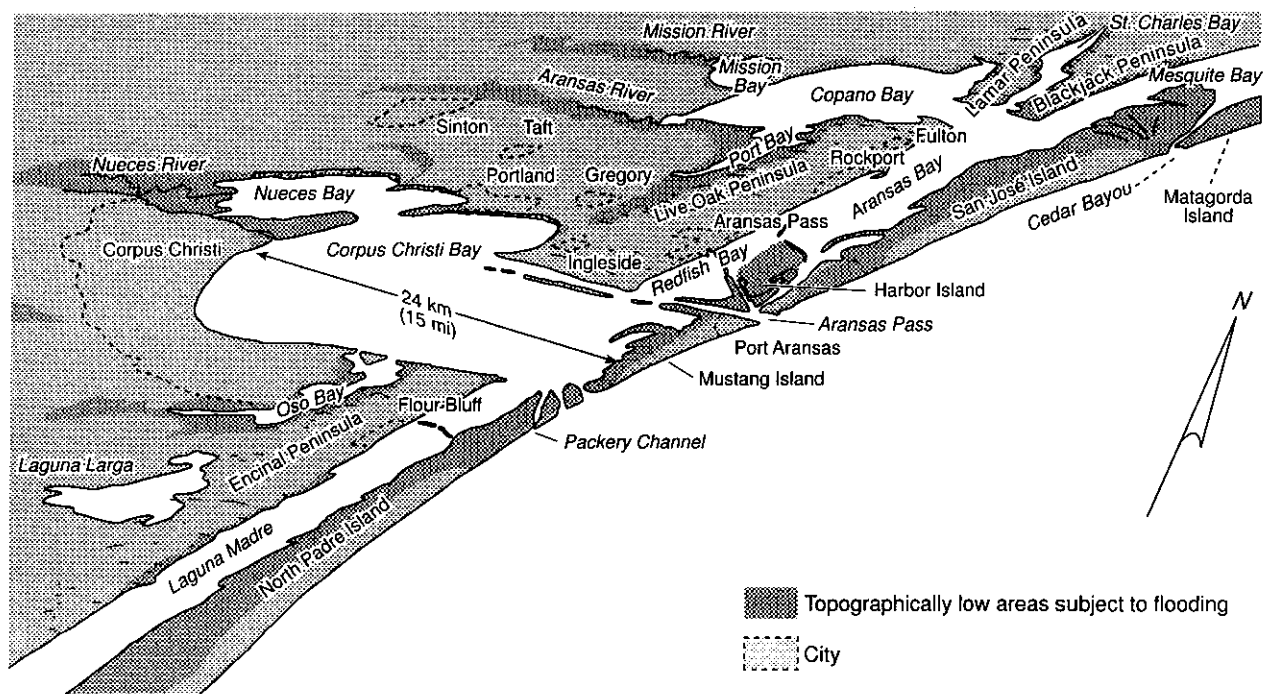 Mission River
St. Charles Bay
Lamar Peninsula
Blackjack Peninsula
Mesquite Bay
Mission
Bay
Aransas River
Copano Bay
Sinton
Taft
Port Bay
Fulton
Rockport
Nueces River
Portland
Gregory
Nueces Bay
Live Oak Peninsula
Aransas Bay
San José Island
Cedar Bayou
Matagorda
Island
Corpus Christi
Corpus Christi Bay
Aransas Pass
Ingleside
Redfish Bay
Harbor Island
24 km
(15 mi)
Aransas Pass
Port Aransas
Mustang Island
N
Oso Bay
Flour Bluff
Encinal Peninsula
Packery Channel
Laguna Larga
Laguna Madre
North Padre Island
Topographically low areas subject to flooding
City